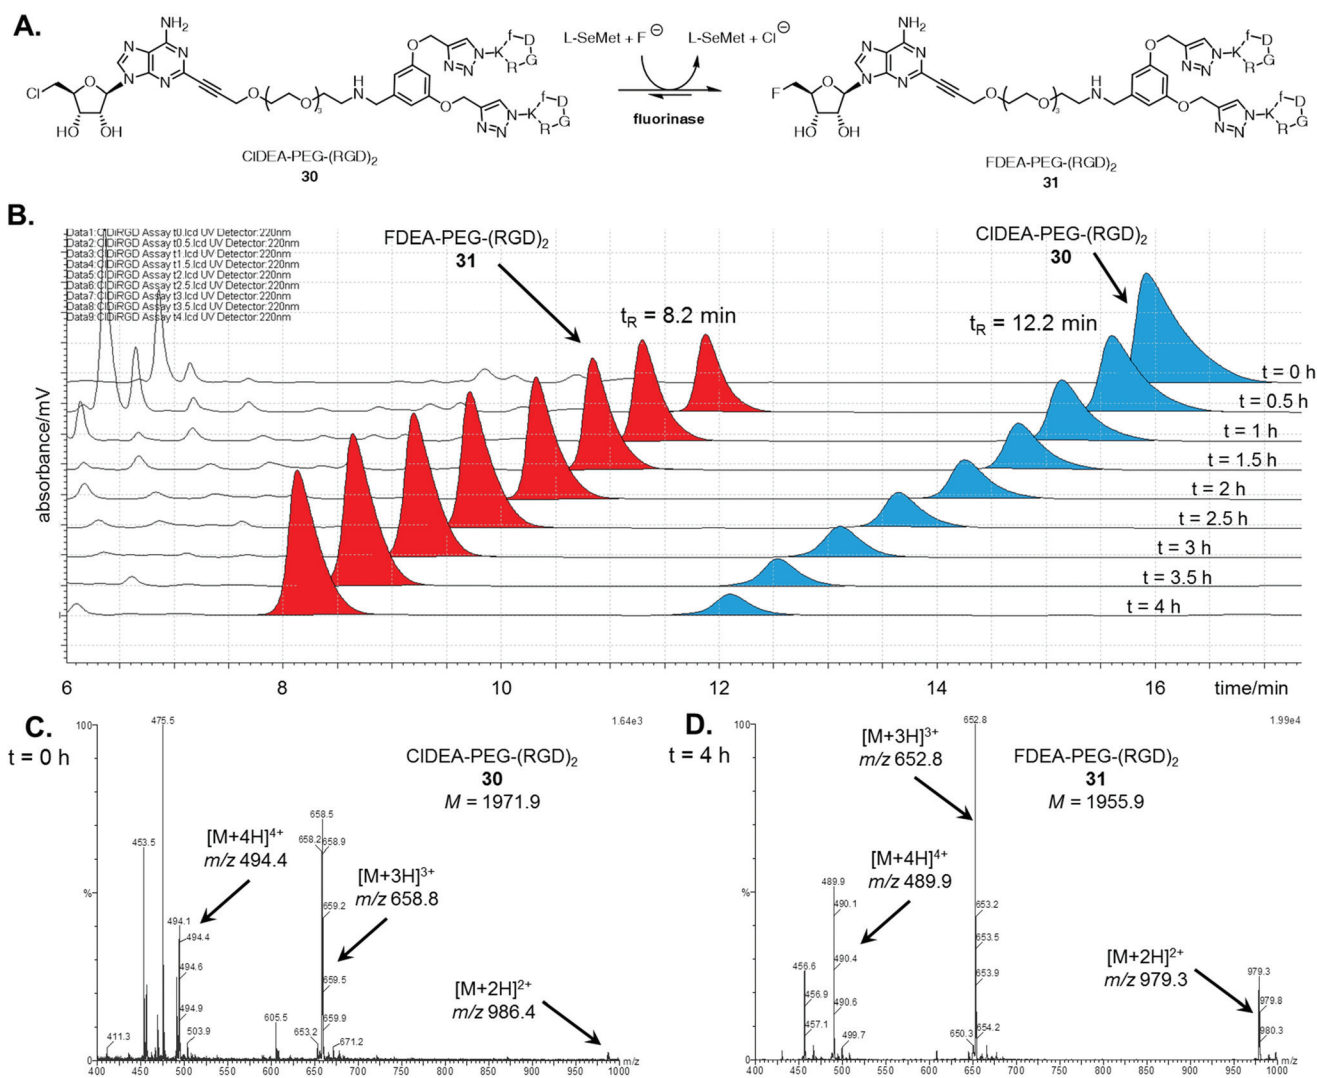 A.
NH2
N
N
N
N
Cl
O
HO
OH
O
O
3
H
N
O
O
N
N=N
K
f
D
G
R
N
N=N
K
f
D
G
R
ClDEA-PEG-(RGD)2
30
L-SeMet + F⊖
L-SeMet + Cl⊖
fluorinase
NH2
N
N
N
N
F
O
HO
OH
O
O
3
H
N
O
O
N
N=N
K
f
D
G
R
N
N=N
K
f
D
G
R
FDEA-PEG-(RGD)2
31
B.
Data1:ClDiRGD Assay t0.lcd UV Detector:220nm
Data2:ClDiRGD Assay t0.5.lcd UV Detector:220nm
Data3:ClDiRGD Assay t1.lcd UV Detector:220nm
Data4:ClDiRGD Assay t1.5.lcd UV Detector:220nm
Data5:ClDiRGD Assay t2.lcd UV Detector:220nm
Data6:ClDiRGD Assay t2.5.lcd UV Detector:220nm
Data7:ClDiRGD Assay t3.lcd UV Detector:220nm
Data8:ClDiRGD Assay t3.5.lcd UV Detector:220nm
Data9:ClDiRGD Assay t4.lcd UV Detector:220nm
FDEA-PEG-(RGD)2
31
tR = 8.2 min
ClDEA-PEG-(RGD)2
30
tR = 12.2 min
t = 0 h
t = 0.5 h
t = 1 h
t = 1.5 h
t = 2 h
t = 2.5 h
t = 3 h
t = 3.5 h
t = 4 h
absorbance/mV
6 8 10 12 14 16 time/min
C.
t = 0 h
100
%
0
475.5
1.64e3
ClDEA-PEG-(RGD)2
30
M = 1971.9
453.5
[M+4H]4+
m/z 494.4
494.1
494.4
494.6
494.9
503.9
411.3
605.5
658.5
658.2
658.9
659.2
659.5
659.9
653.2
671.2
[M+3H]3+
m/z 658.8
[M+2H]2+
m/z 986.4
400 450 500 550 600 650 700 750 800 850 900 950 1000 m/z
D.
t = 4 h
100
%
0
652.8
1.99e4
[M+3H]3+
m/z 652.8
FDEA-PEG-(RGD)2
31
M = 1955.9
[M+4H]4+
m/z 489.9
489.9
490.1
490.4
490.6
499.7
456.6
456.9
457.1
653.2
653.5
653.9
654.2
650.3
[M+2H]2+
m/z 979.3
979.3
979.8
980.3
400 450 500 550 600 650 700 750 800 850 900 950 1000 m/z